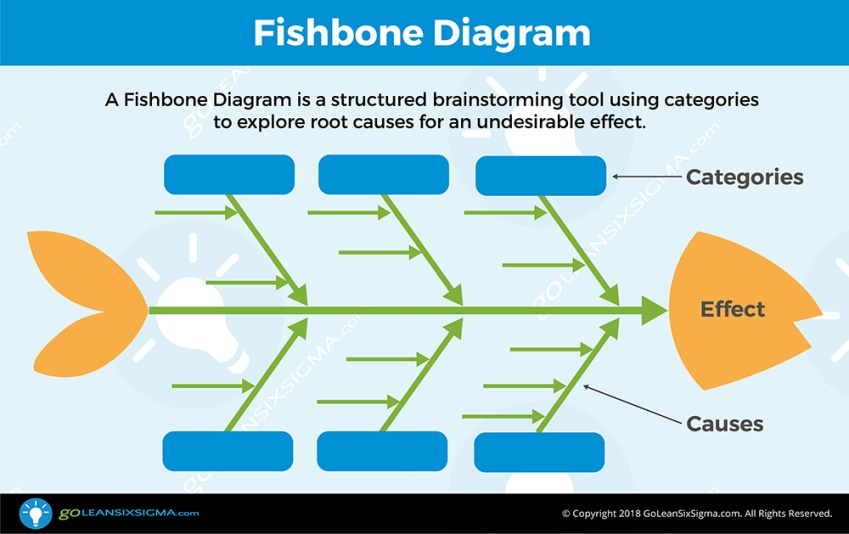 Fishbone Diagram
A Fishbone Diagram is a structured brainstorming tool using categories
to explore root causes for an undesirable effect.
Categories
Effect
Causes
goLEANSIXSIGMA.com
© Copyright 2018 GoLeanSixSigma.com. All Rights Reserved.